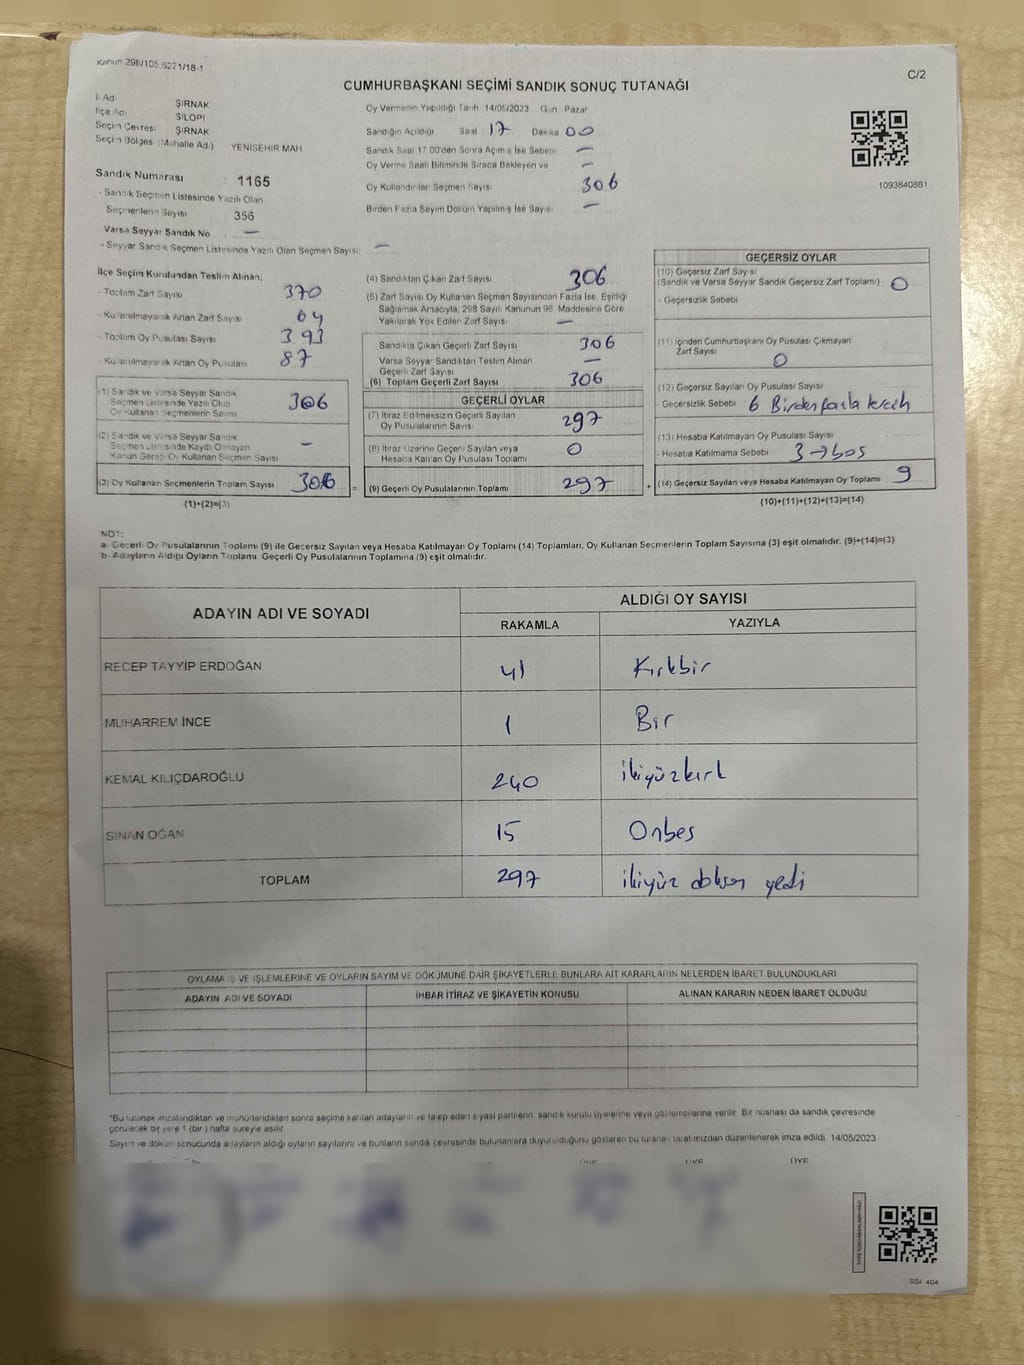 Kanun 298/105 6271/18-1
C/2
CUMHURBAŞKANI SEÇİMİ SANDIK SONUÇ TUTANAĞI
İl Adı: ŞIRNAK
İlçe Adı: SİLOPİ
Seçim Çevresi ŞIRNAK
Seçim Bölgesi (Mahalle Adı) YENİŞEHİR MAH.
Oy Vermenin Yapıldığı Tarih 14/05/2023 Gün Pazar
Sandığın Açıldığı Saat 17 Dakika 00
Sandık Saat 17.00'den Sonra Açılmış İse Sebebi —
Oy Verme Saati Bitiminde Sırada Bekleyen va —
Oy Kullandırılan Seçmen Sayısı 306
Birden Fazla Sayım Döküm Yapılmış İse Sayısı —
1093840881
Sandık Numarası 1165
- Sandık Seçmen Listesinde Yazılı Olan
Seçmenlerin Sayısı 356
Varsa Seyyar Sandık No —
- Seyyar Sandık Seçmen Listesinde Yazılı Olan Seçmen Sayısı: —
İlçe Seçim Kurulundan Teslim Alınan;
- Toplam Zarf Sayısı 370
- Kullanılmayarak Artan Zarf Sayısı 64
- Toplam Oy Pusulası Sayısı 393
- Kullanılmayarak Artan Oy Pusulası 87
(1) Sandık ve Varsa Seyyar Sandık
Seçmen Listesinde Yazılı Olup
Oy Kullanan Seçmenlerin Sayısı 306
(2) Sandık ve Varsa Seyyar Sandık
Seçmen Listesinde Kayıtlı Olmayan
Kanun Gereği Oy Kullanan Seçmen Sayısı —
(3) Oy Kullanan Seçmenlerin Toplam Sayısı 306
(1)+(2)=(3)
(4) Sandıktan Çıkan Zarf Sayısı 306
(5) Zarf Sayısı Oy Kullanan Seçmen Sayısından Fazla İse, Eşitliği
Sağlamak Amacıyla, 298 Sayılı Kanunun 98. Maddesine Göre
Yakılarak Yok Edilen Zarf Sayısı —
Sandıkta Çıkan Geçerli Zarf Sayısı 306
Varsa Seyyar Sandıktan Teslim Alınan
Geçerli Zarf Sayısı —
(6) Toplam Geçerli Zarf Sayısı 306
GEÇERLİ OYLAR
(7) İtiraz Edilmeksizin Geçerli Sayılan
Oy Pusulalarının Sayısı 297
(8) İtiraz Üzerine Geçerli Sayılan veya
Hesaba Katılan Oy Pusulaları Toplamı 0
= (9) Geçerli Oy Pusulalarının Toplamı 297 +
GEÇERSİZ OYLAR
(10) Geçersiz Zarf Sayısı
(Sandık ve Varsa Seyyar Sandık Geçersiz Zarf Toplamı) 0
- Geçersizlik Sebebi
(11) İçinden Cumhurbaşkanı Oy Pusulası Çıkmayan
Zarf Sayısı 0
(12) Geçersiz Sayılan Oy Pusulası Sayısı
- Geçersizlik Sebebi 6 Birden fazla tercih
(13) Hesaba Katılmayan Oy Pusulası Sayısı
- Hesaba Katılmama Sebebi 3→boş
(14) Geçersiz Sayılan veya Hesaba Katılmayan Oy Toplamı 9
(10)+(11)+(12)+(13)=(14)
NOT:
a- Geçerli Oy Pusulalarının Toplamı (9) ile Geçersiz Sayılan veya Hesaba Katılmayan Oy Toplamı (14) Toplamları, Oy Kullanan Seçmenlerin Toplam Sayısına (3) eşit olmalıdır. (9)+(14)=(3)
b- Adayların Aldığı Oyların Toplamı, Geçerli Oy Pusulalarının Toplamına (9) eşit olmalıdır.
ADAYIN ADI VE SOYADI
ALDIĞI OY SAYISI
RAKAMLA YAZIYLA
RECEP TAYYİP ERDOĞAN 41 Kırkbir
MUHARREM İNCE 1 Bir
KEMAL KILIÇDAROĞLU 240 ikiyüzkırk
SİNAN OĞAN 15 Onbeş
TOPLAM 297 ikiyüz doksan yedi
OYLAMA İŞ VE İŞLEMLERİNE VE OYLARIN SAYIM VE DÖKÜMÜNE DAİR ŞİKAYETLERLE BUNLARA AİT KARARLARIN NELERDEN İBARET BULUNDUKLARI
ADAYIN ADI VE SOYADI İHBAR İTİRAZ VE ŞİKAYETİN KONUSU ALINAN KARARIN NEDEN İBARET OLDUĞU
*Bu tutanak imzalandıktan ve mühürlendikten sonra seçime katılan adayların ve talep eden siyasi partilerin, sandık kurulu üyelerine veya gözlemcilerine verilir. Bir nüshası da sandık çevresinde
görülecek bir yere 1 (bir) hafta süreyle asılır.
Sayım ve döküm sonucunda adayların aldığı oyların sayılarını ve bunların sandık çevresinde bulunanlara duyurulduğunu gösteren bu tutanak tarafımızdan düzenlenerek imza edildi. 14/05/2023
ÜYE ÜYE ÜYE
SSI 404